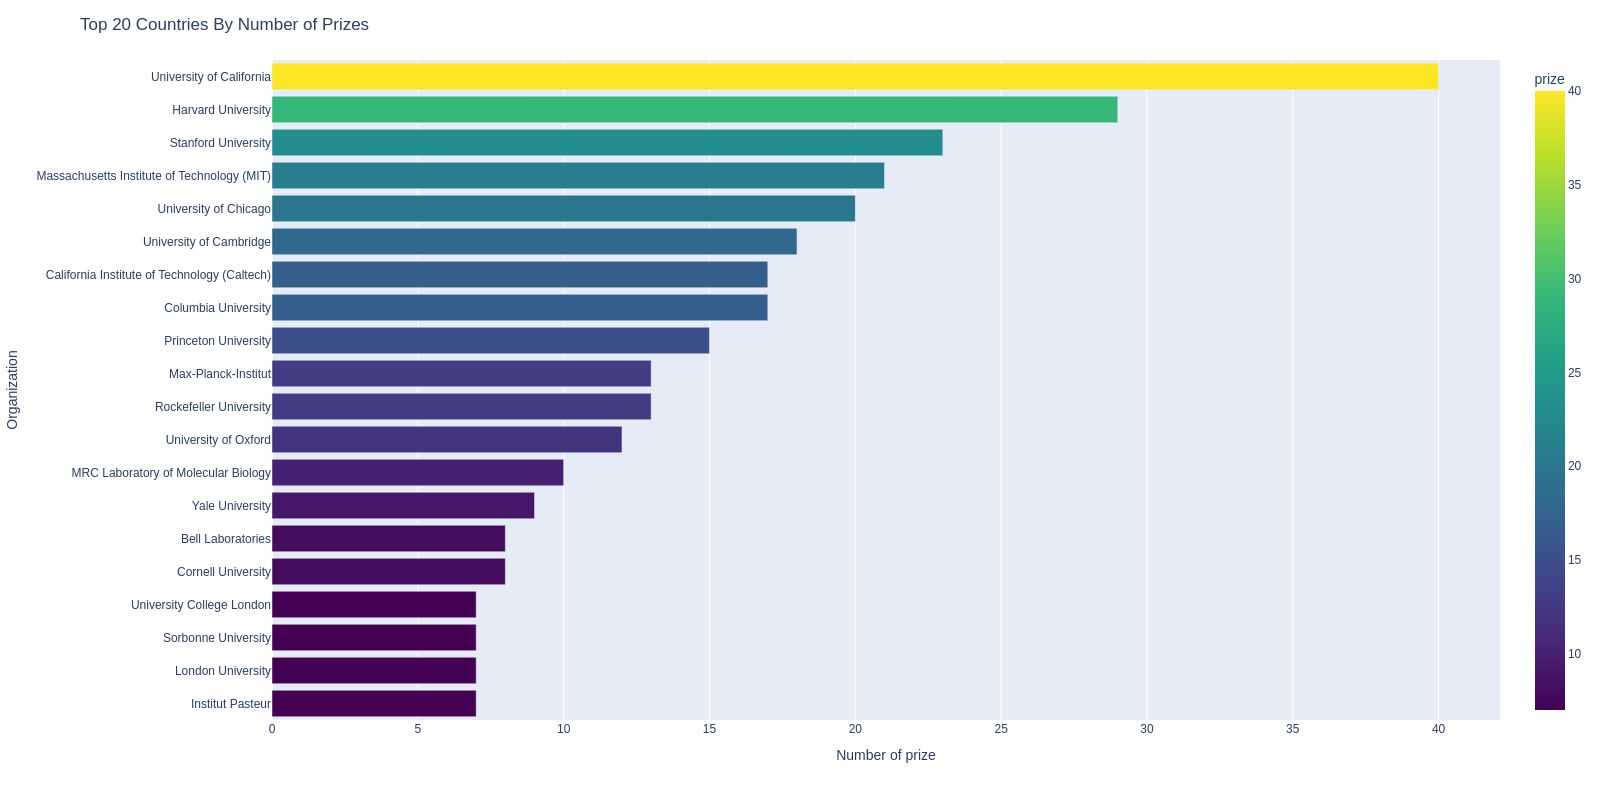 Top 20 Countries By Number of Prizes
University of California
Harvard University
Stanford University
Massachusetts Institute of Technology (MIT)
University of Chicago
University of Cambridge
California Institute of Technology (Caltech)
Columbia University
Princeton University
Max-Planck-Institut
Rockefeller University
University of Oxford
MRC Laboratory of Molecular Biology
Yale University
Bell Laboratories
Cornell University
University College London
Sorbonne University
London University
Institut Pasteur
Organization
0 5 10 15 20 25 30 35 40
Number of prize
prize
40
35
30
25
20
15
10